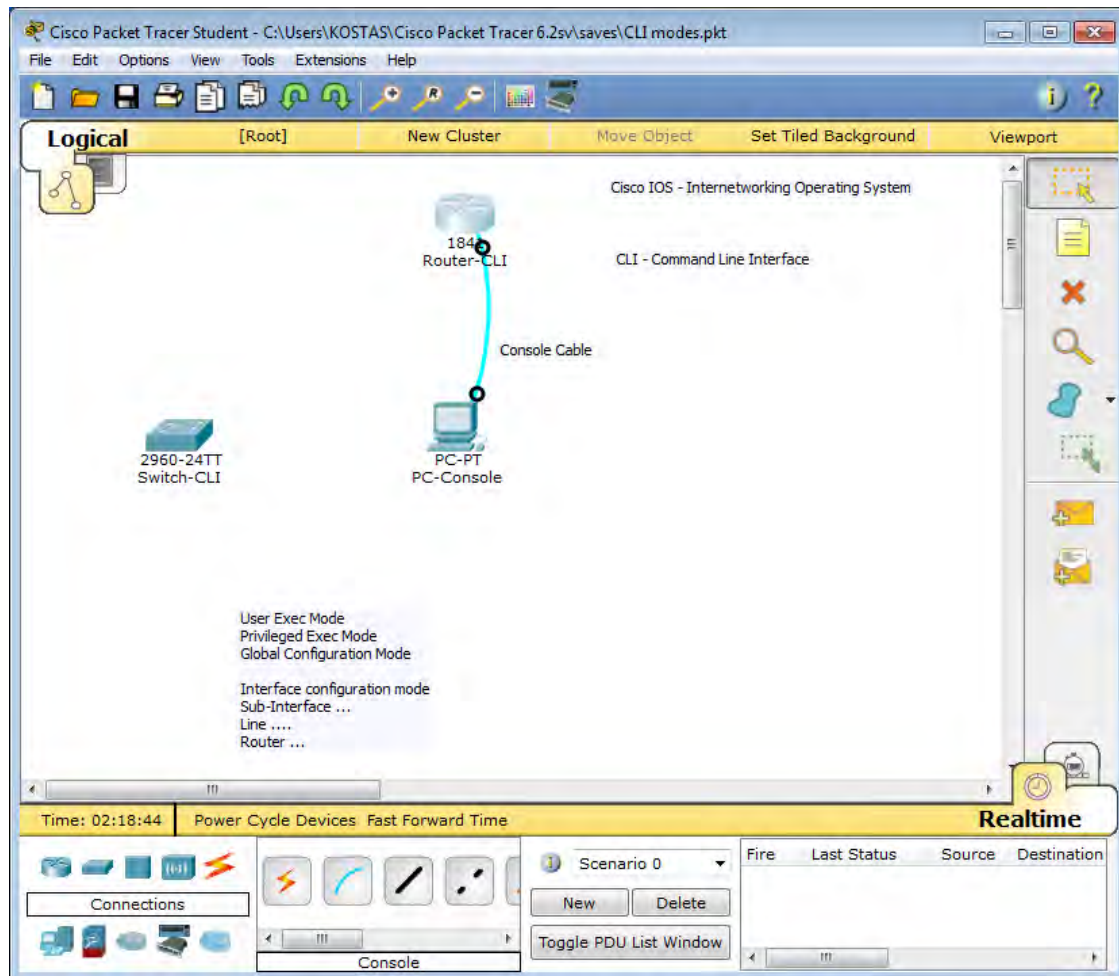 Cisco Packet Tracer Student - C:\Users\KOSTAS\Cisco Packet Tracer 6.2sv\saves\CLI modes.pkt
File Edit Options View Tools Extensions Help
i) ?
Logical [Root] New Cluster Move Object Set Tiled Background Viewport
Cisco IOS - Internetworking Operating System
1841
Router-CLI
CLI - Command Line Interface
Console Cable
2960-24TT
Switch-CLI
PC-PT
PC-Console
User Exec Mode
Privileged Exec Mode
Global Configuration Mode
Interface configuration mode
Sub-Interface ...
Line ....
Router ...
Time: 02:18:44 Power Cycle Devices Fast Forward Time Realtime
Connections
Console
Scenario 0
New Delete
Toggle PDU List Window
Fire Last Status Source Destination